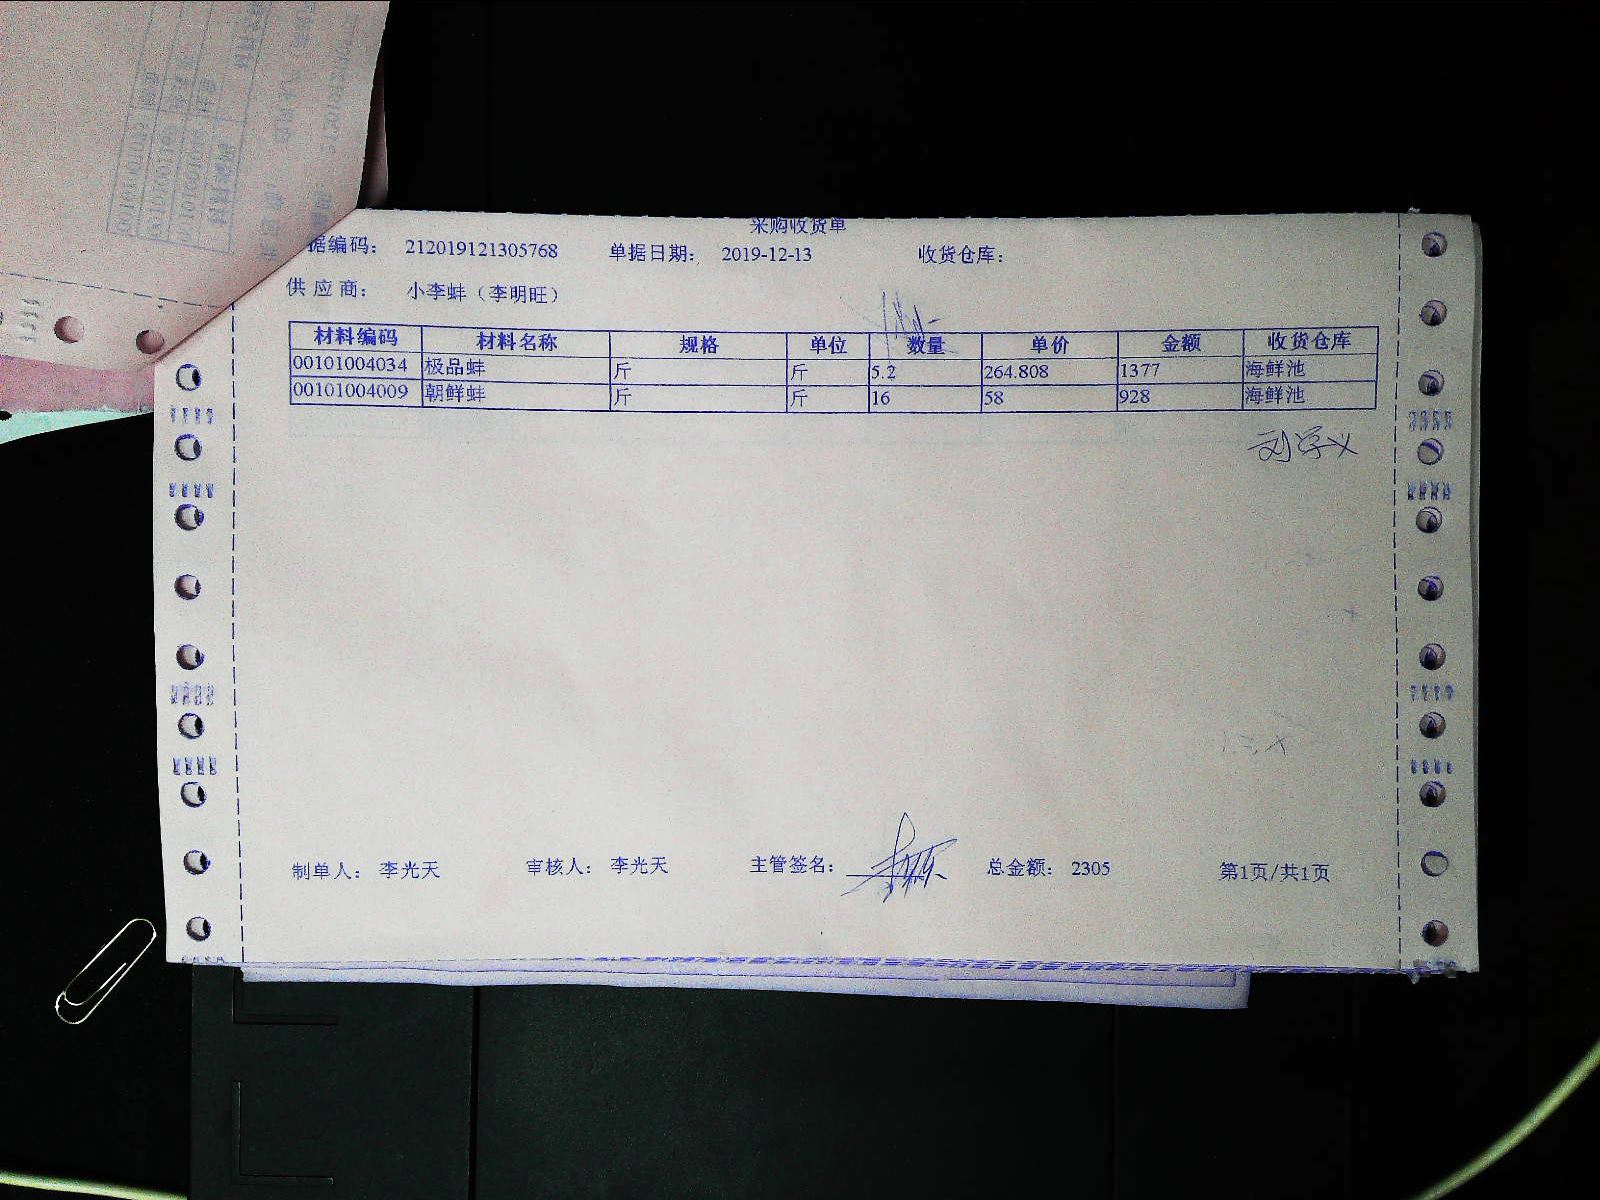 采购收货单
据编码： 212019121305768 单据日期： 2019-12-13 收货仓库：
供 应 商： 小李蚌（李明旺）
材料编码 材料名称 规格 单位 数量 单价 金额 收货仓库
00101004034 极品蚌 斤 斤 5.2 264.808 1377 海鲜池
00101004009 朝鲜蚌 斤 斤 16 58 928 海鲜池
刘学义
制单人： 李光天 审核人： 李光天 主管签名： 总金额： 2305 第1页/共1页